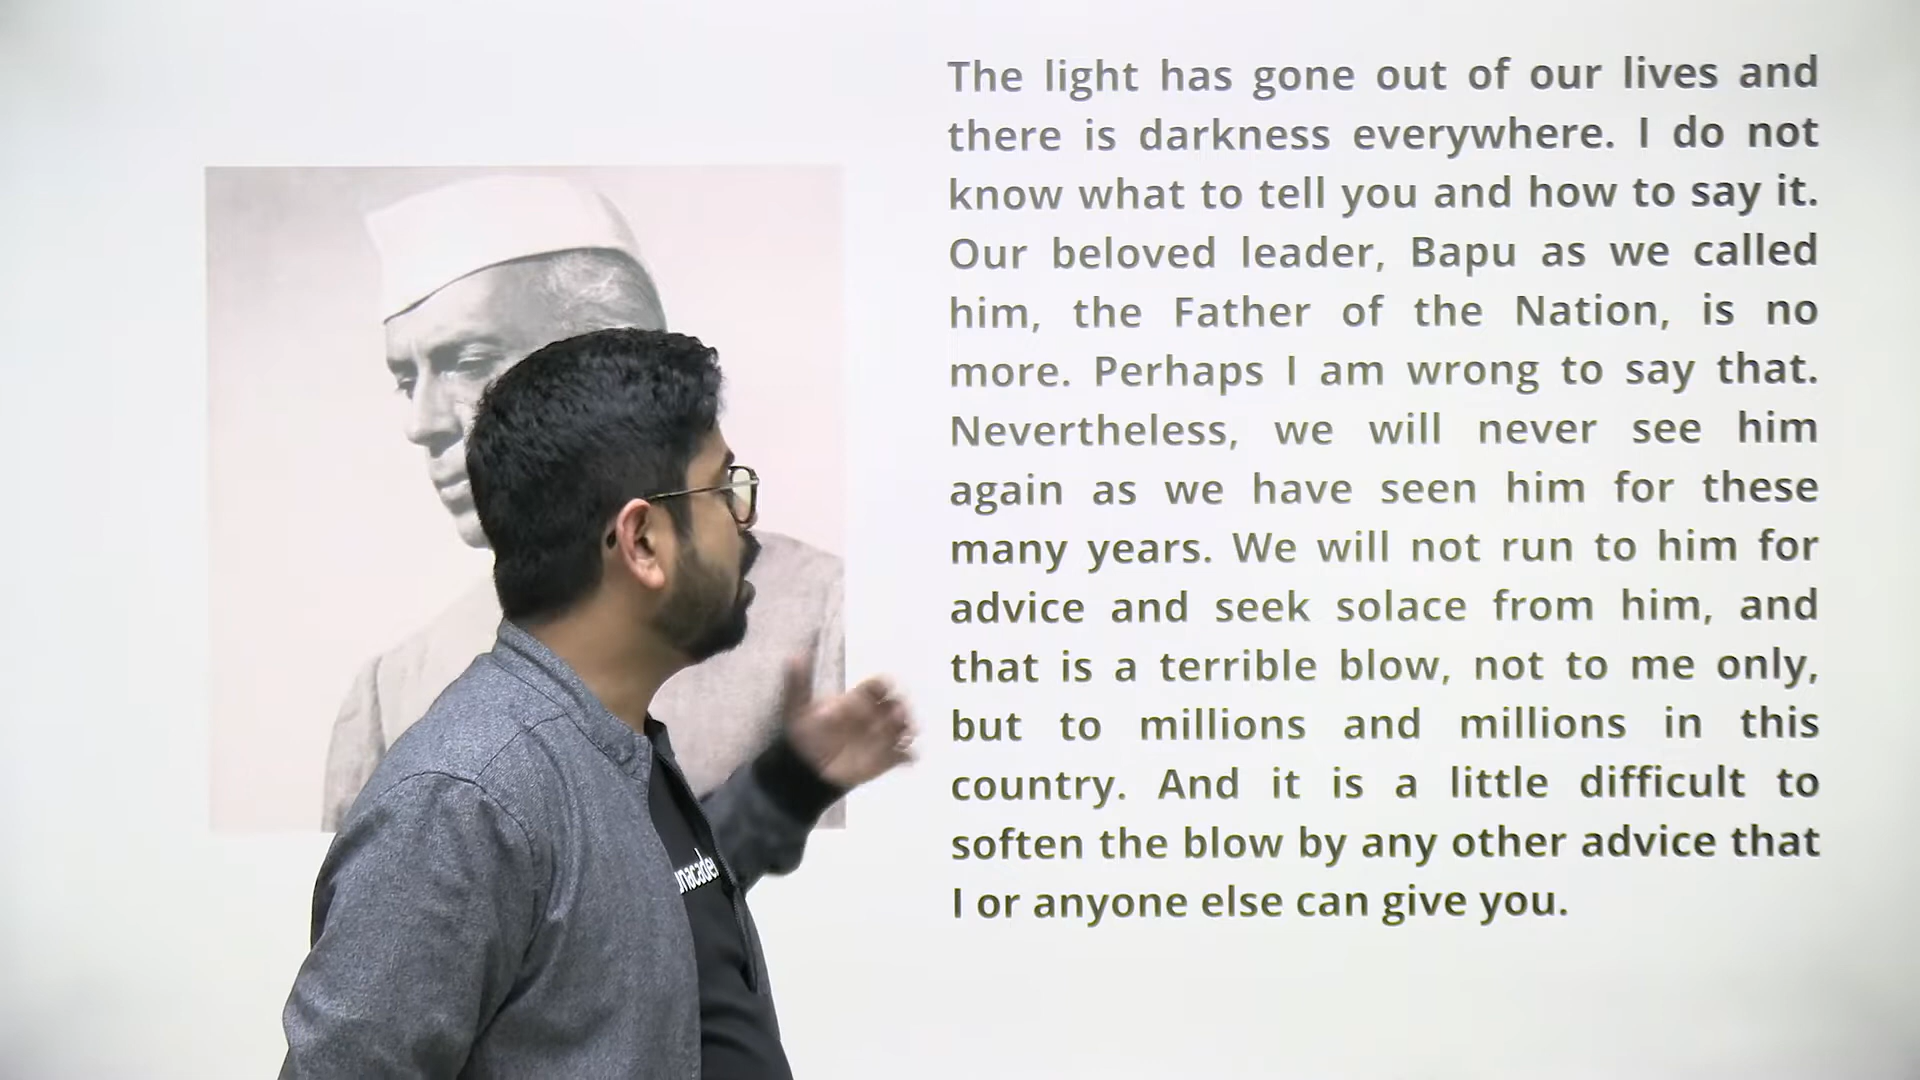 The light has gone out of our lives and
there is darkness everywhere. I do not
know what to tell you and how to say it.
Our beloved leader, Bapu as we called
him, the Father of the Nation, is no
more. Perhaps I am wrong to say that.
Nevertheless, we will never see him
again as we have seen him for these
many years. We will not run to him for
advice and seek solace from him, and
that is a terrible blow, not to me only,
but to millions and millions in this
country. And it is a little difficult to
soften the blow by any other advice that
I or anyone else can give you.